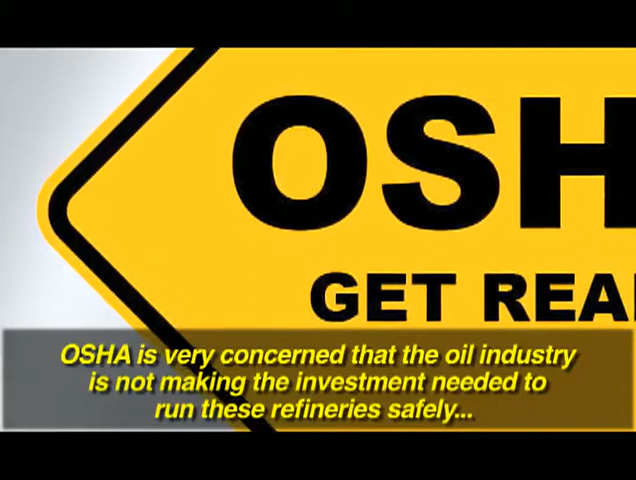 OSH
GET REA
OSHA is very concerned that the oil industry
is not making the investment needed to
run these refineries safely...